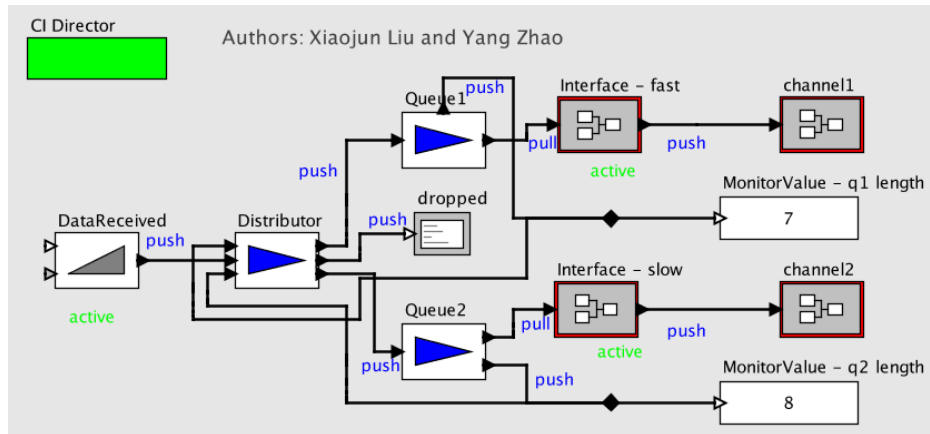 CI Director
Authors: Xiaojun Liu and Yang Zhao
Queue1
push
Interface - fast
channel1
pull
push
active
push
dropped
push
MonitorValue - q1 length
7
DataReceived
push
Distributor
active
Interface - slow
channel2
Queue2
pull
push
active
push
push
MonitorValue - q2 length
8